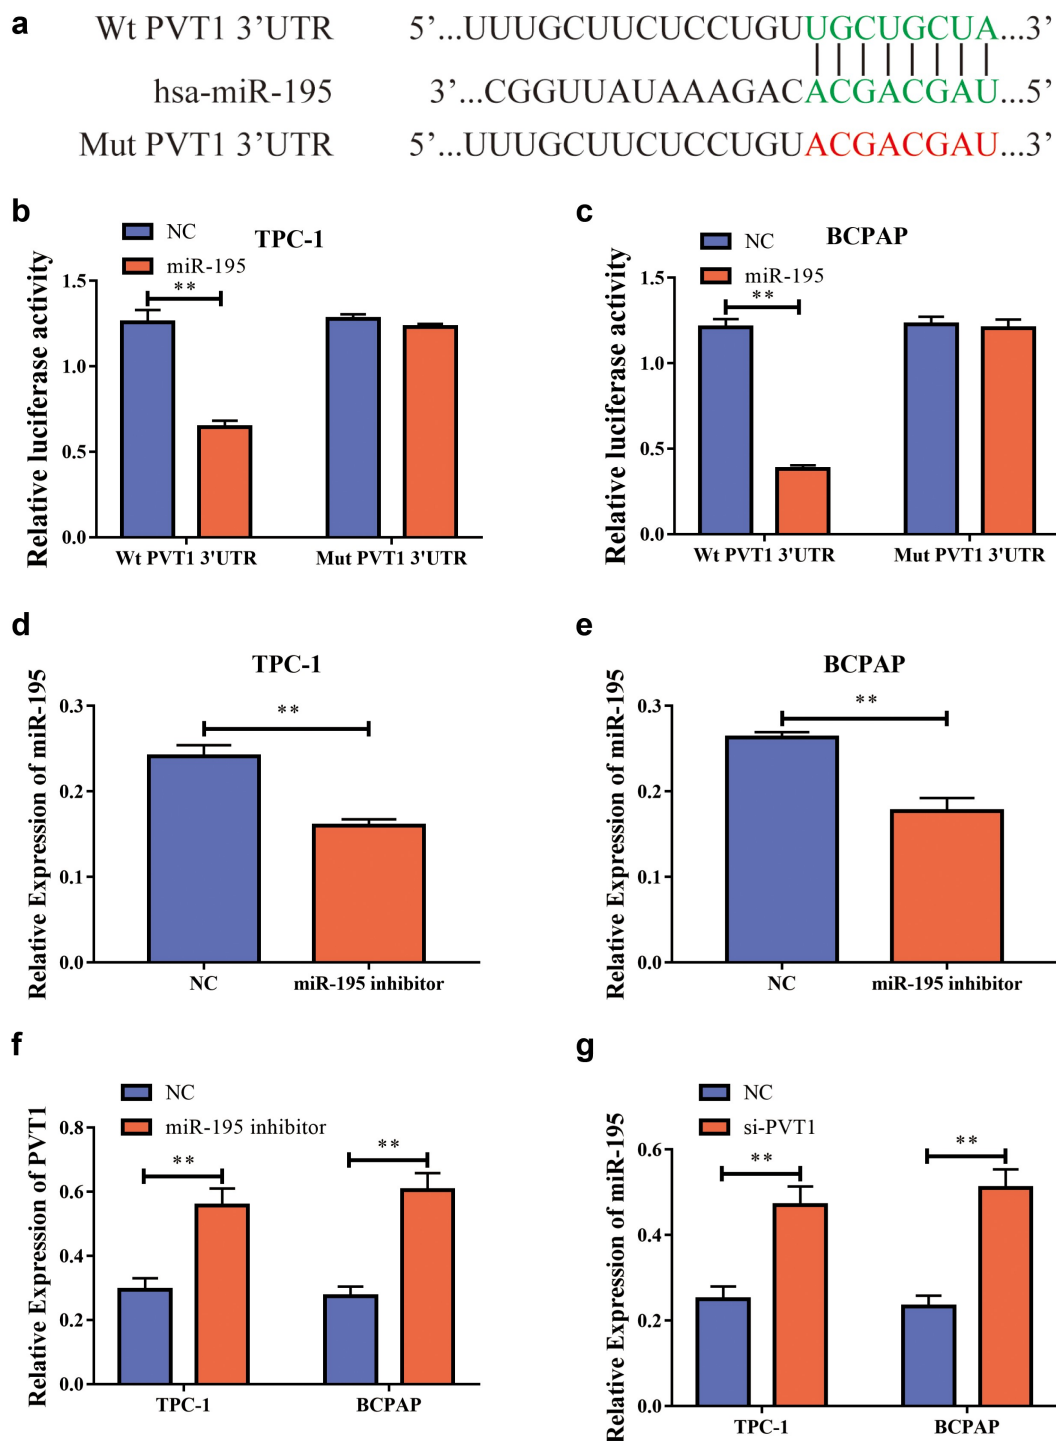 a
Wt PVT1 3’UTR 5’...UUUGCUUCUCCUGUUGCUGCUA...3’
hsa-miR-195 3’...CGGUUAUAAAGACACGACGAU...5’
Mut PVT1 3’UTR 5’...UUUGCUUCUCCUGUACGACGAU...3’
b
NC
miR-195
TPC-1
**
Relative luciferase activity
1.5
1.0
0.5
0.0
Wt PVT1 3'UTR Mut PVT1 3'UTR
c
NC
miR-195
BCPAP
**
Relative luciferase activity
1.5
1.0
0.5
0.0
Wt PVT1 3'UTR Mut PVT1 3'UTR
d
TPC-1
**
Relative Expression of miR-195
0.3
0.2
0.1
0.0
NC miR-195 inhibitor
e
BCPAP
**
Relative Expression of miR-195
0.3
0.2
0.1
0.0
NC miR-195 inhibitor
f
NC
miR-195 inhibitor
** **
Relative Expression of PVT1
0.8
0.6
0.4
0.2
0.0
TPC-1 BCPAP
g
NC
si-PVT1
** **
Relative Expression of miR-195
0.6
0.4
0.2
0.0
TPC-1 BCPAP